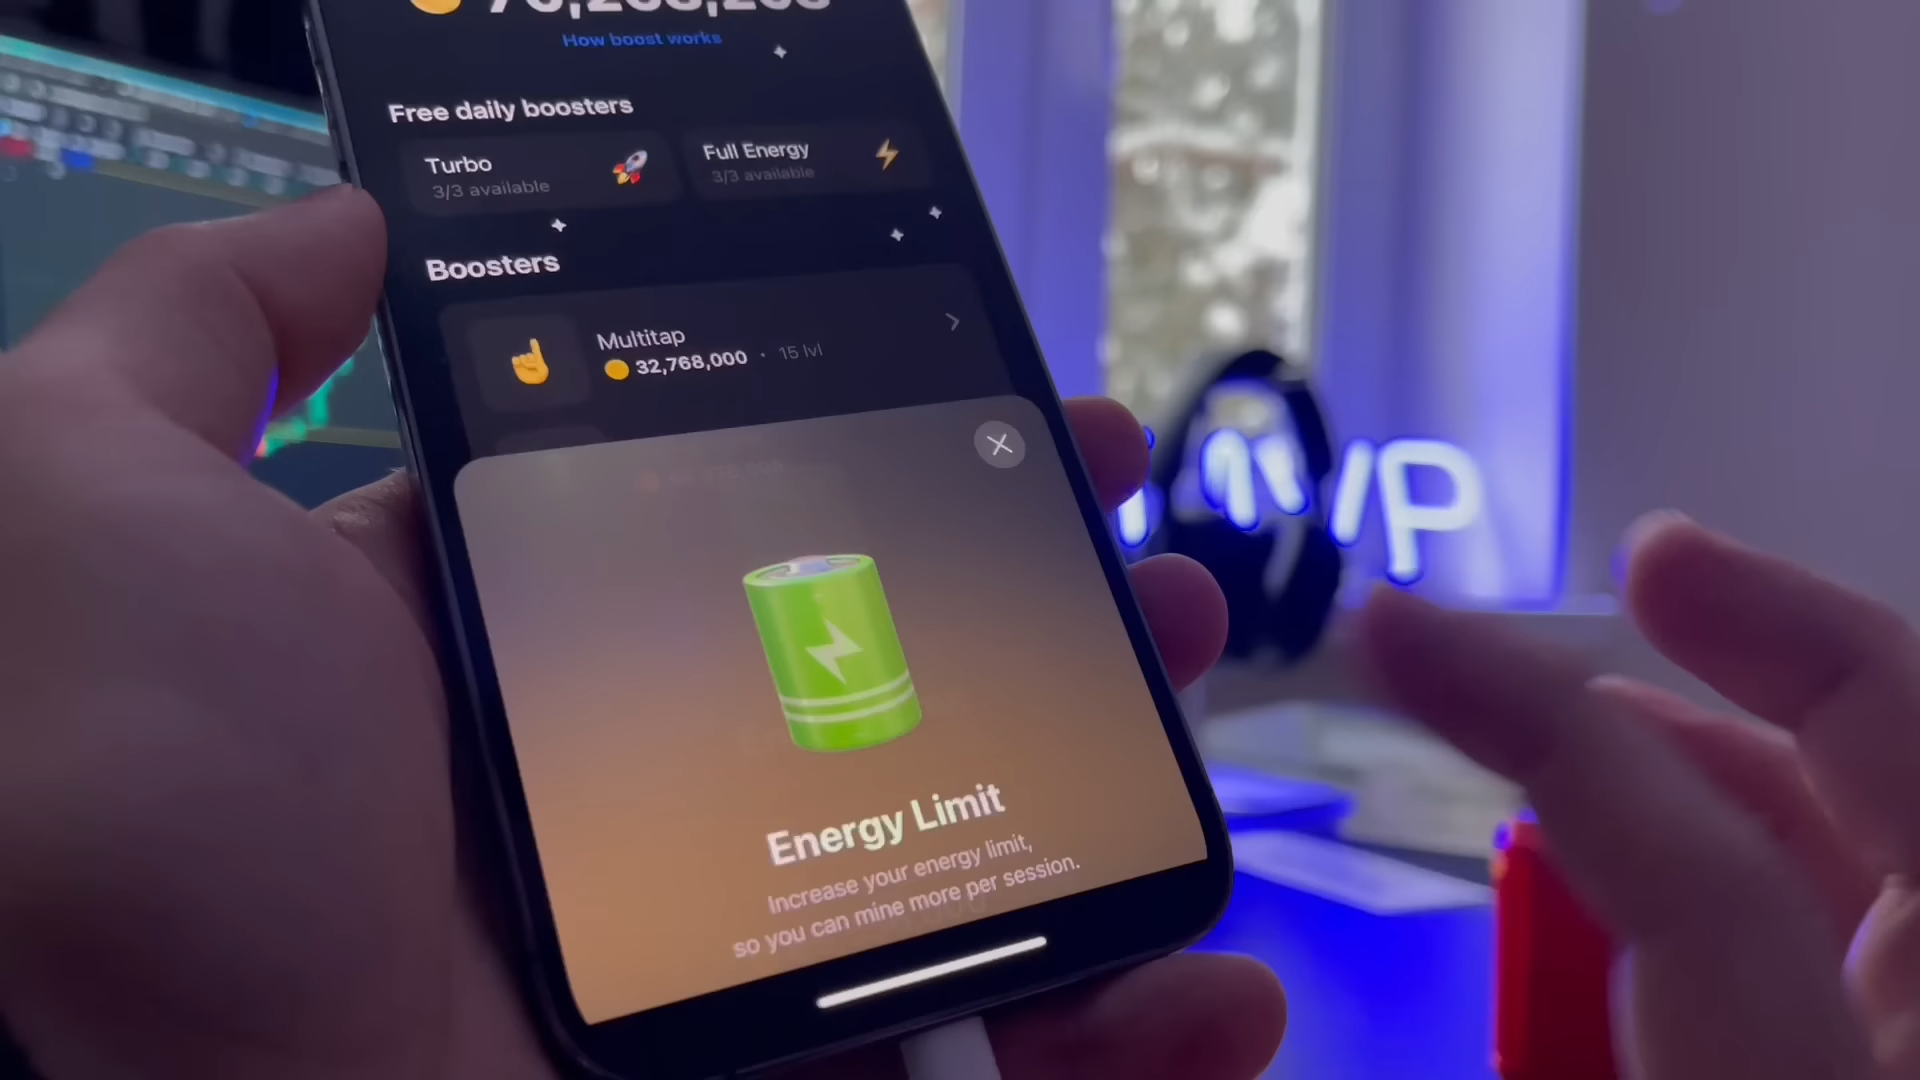 How boost works
Free daily boosters
Turbo
3/3 available
Full Energy
3/3 available
Boosters
Multitap
32,768,000 · 15 lvl
Energy Limit
Increase your energy limit,
so you can mine more per session.